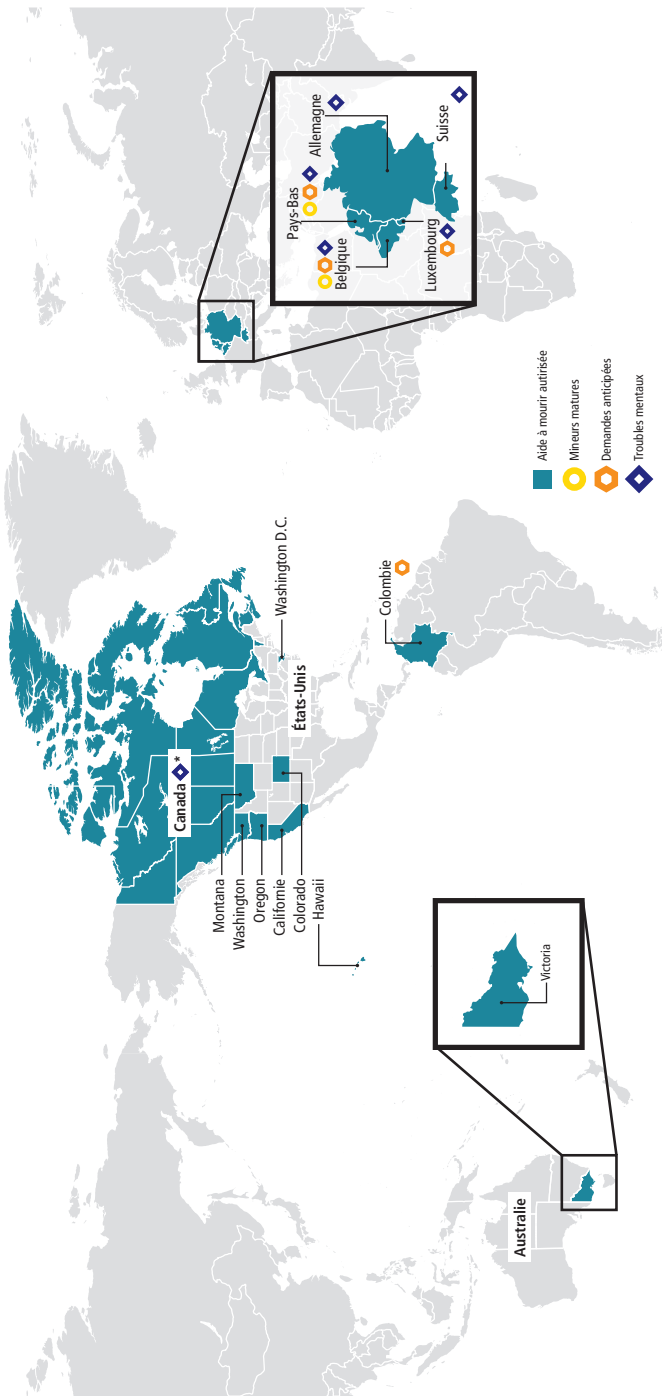 Canada
*
Montana
Washington
Oregon
Californie
Colorado
Hawaii
États-Unis
Washington D.C.
Colombie
Pays-Bas
Allemagne
Belgique
Luxembourg
Suisse
Australie
Victoria
Aide à mourir autirisée
Mineurs matures
Demandes anticipées
Troubles mentaux